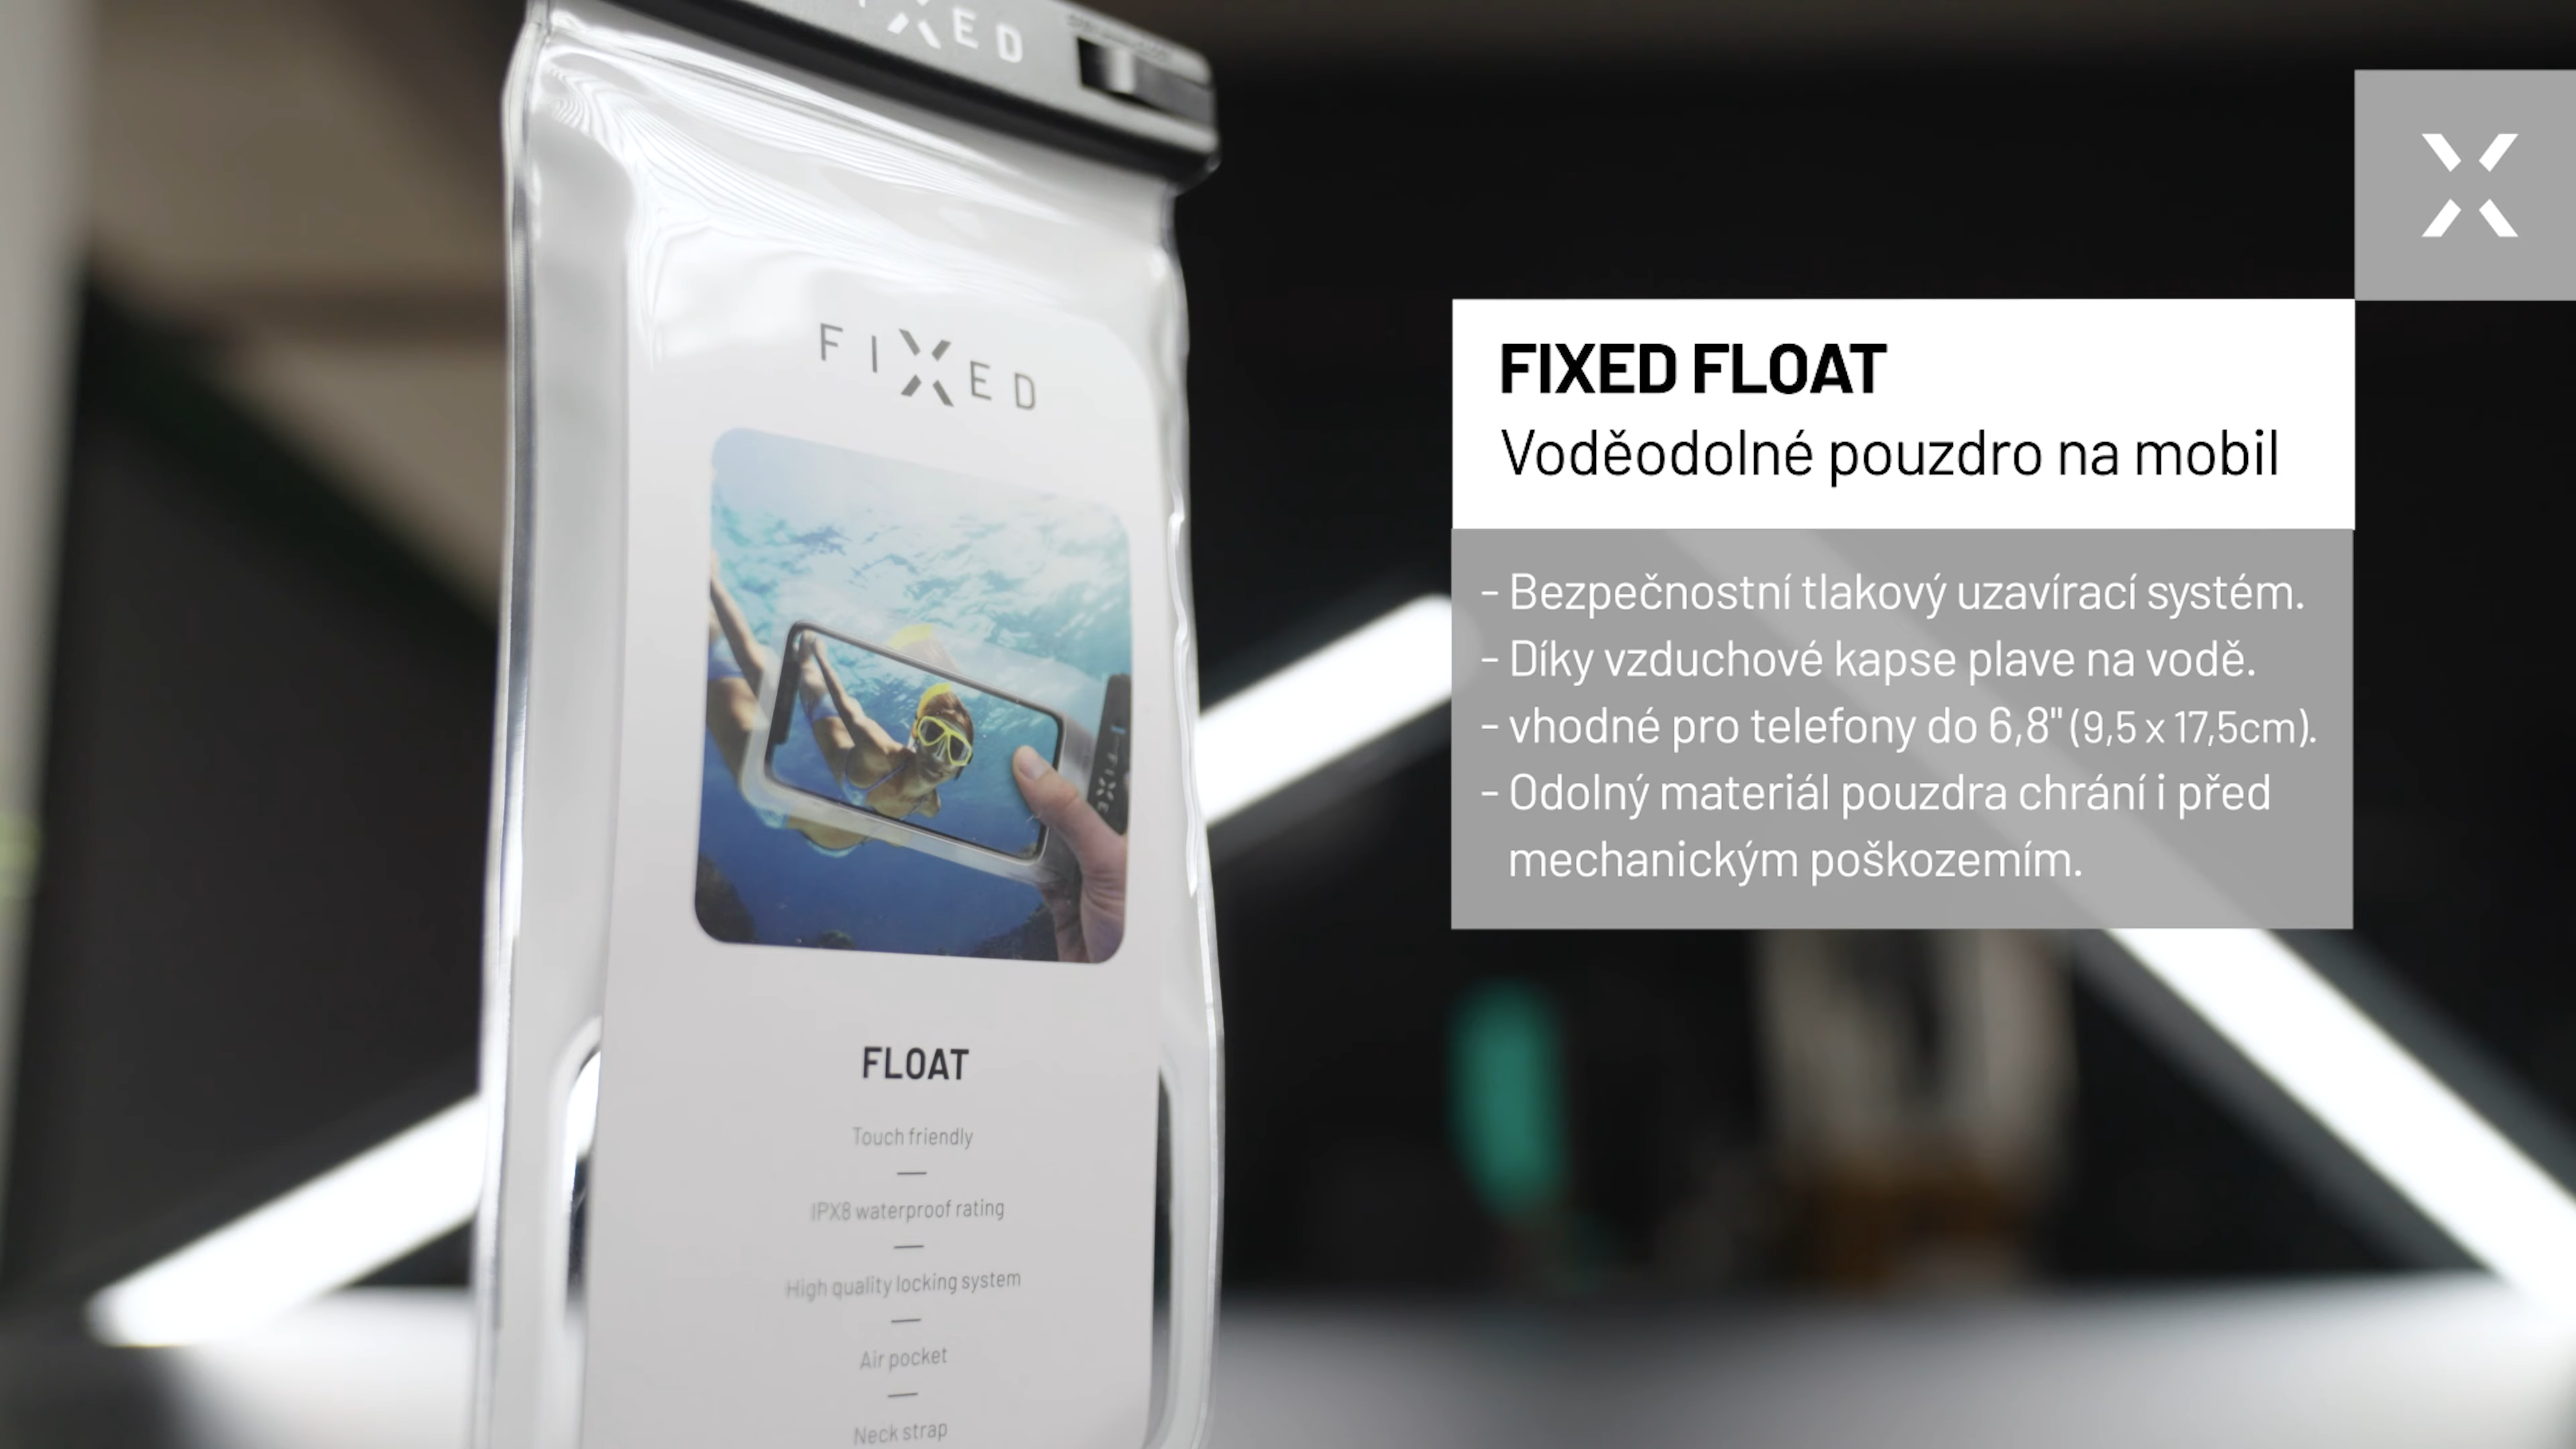 FIXED
FIXED
FLOAT
Touch friendly
IPX8 waterproof rating
High quality locking system
Air pocket
Neck strap
FIXED FLOAT
Voděodolné pouzdro na mobil
- Bezpečnostní tlakový uzavírací systém.
- Díky vzduchové kapse plave na vodě.
- vhodné pro telefony do 6,8" (9,5 x 17,5cm).
- Odolný materiál pouzdra chrání i před
mechanickým poškozemím.